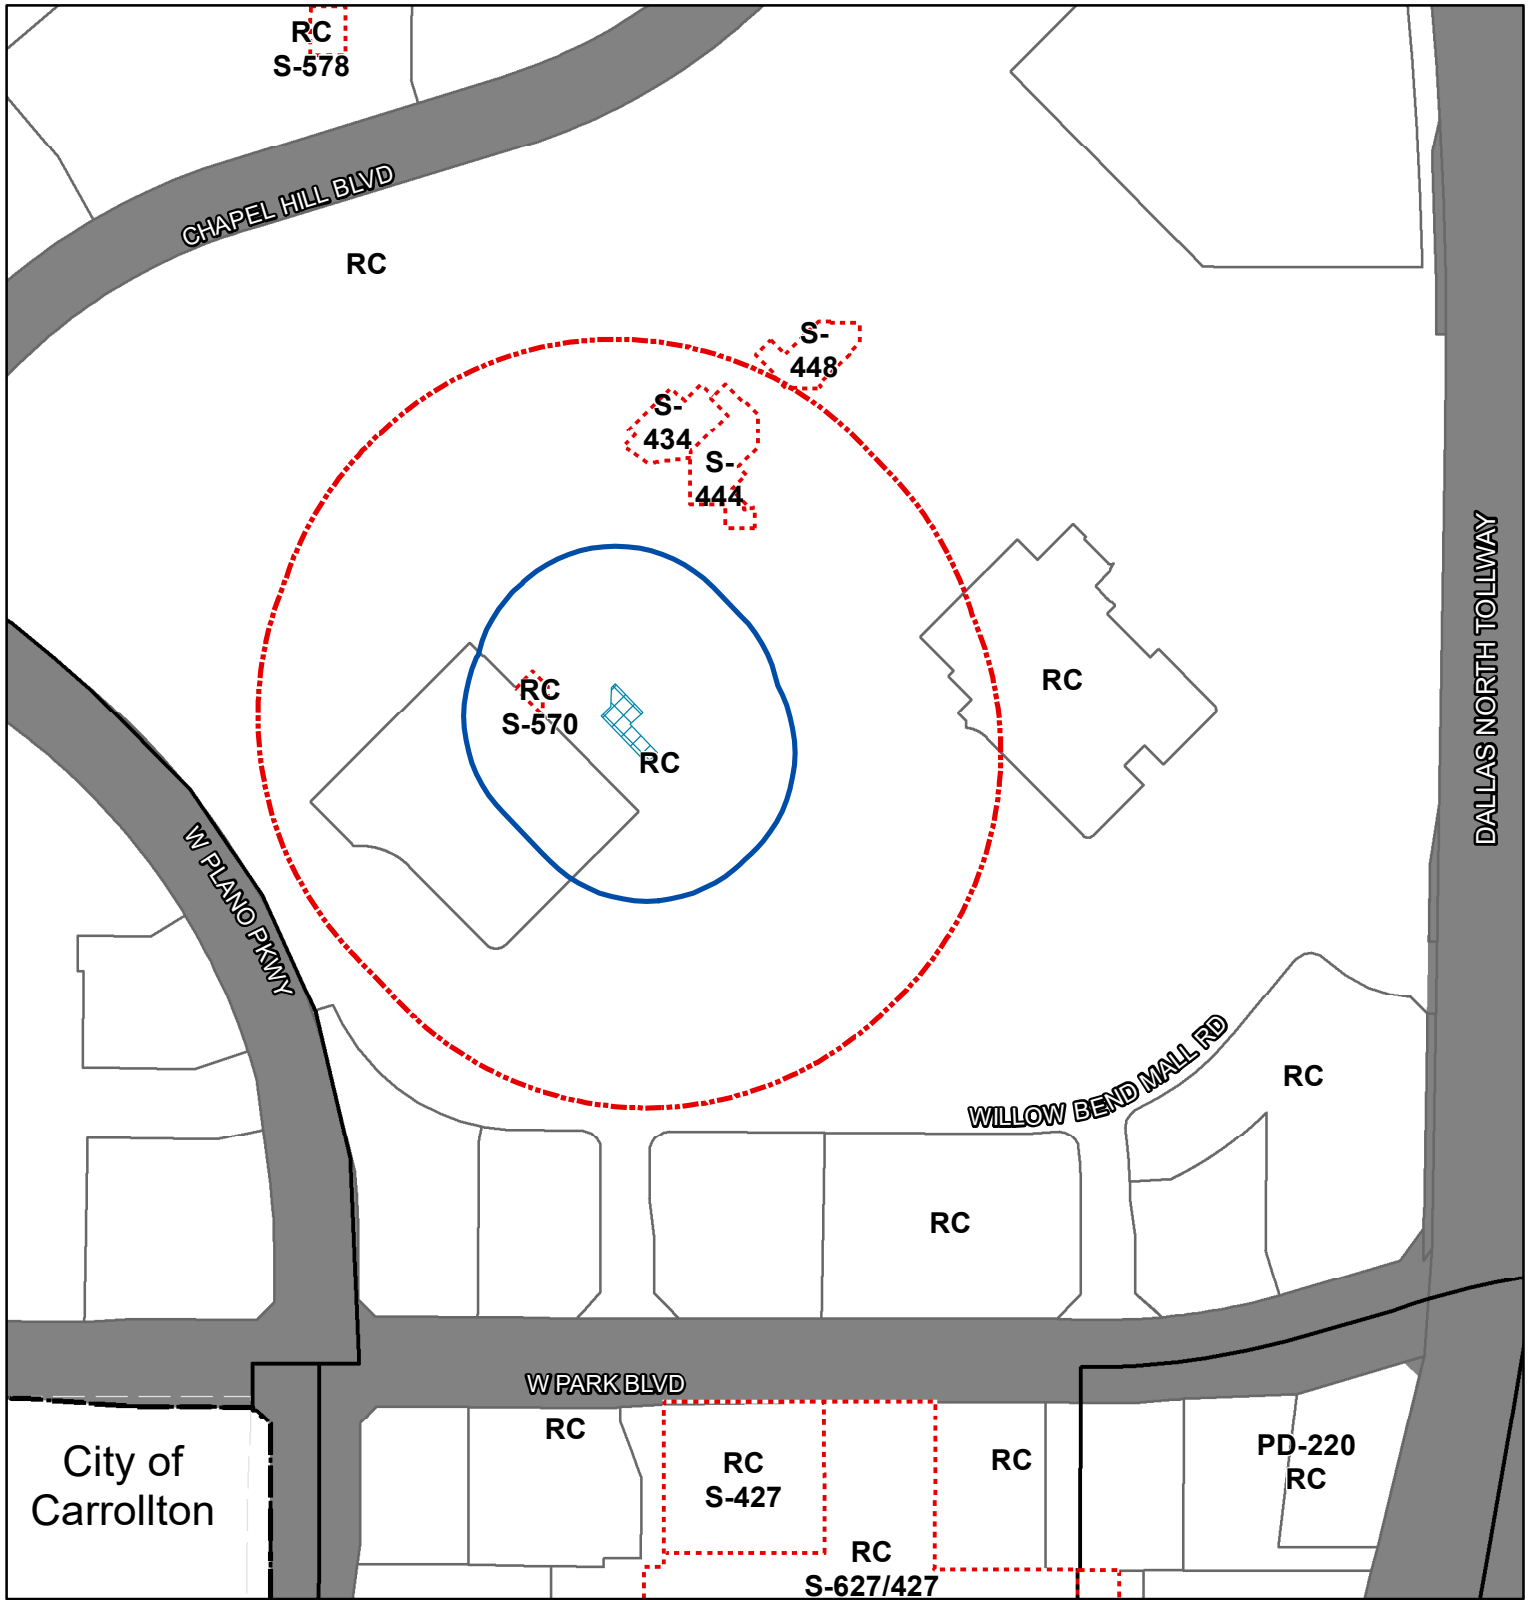 RC
S-578
CHAPEL HILL BLVD
RC
S-
448
S-
434
S-
444
DALLAS NORTH TOLLWAY
RC
S-570
RC
RC
W PLANO PKWY
WILLOW BEND MALL RD
RC
RC
W PARK BLVD
RC
City of
Carrollton
RC
S-427
RC
PD-220
RC
RC
S-627/427